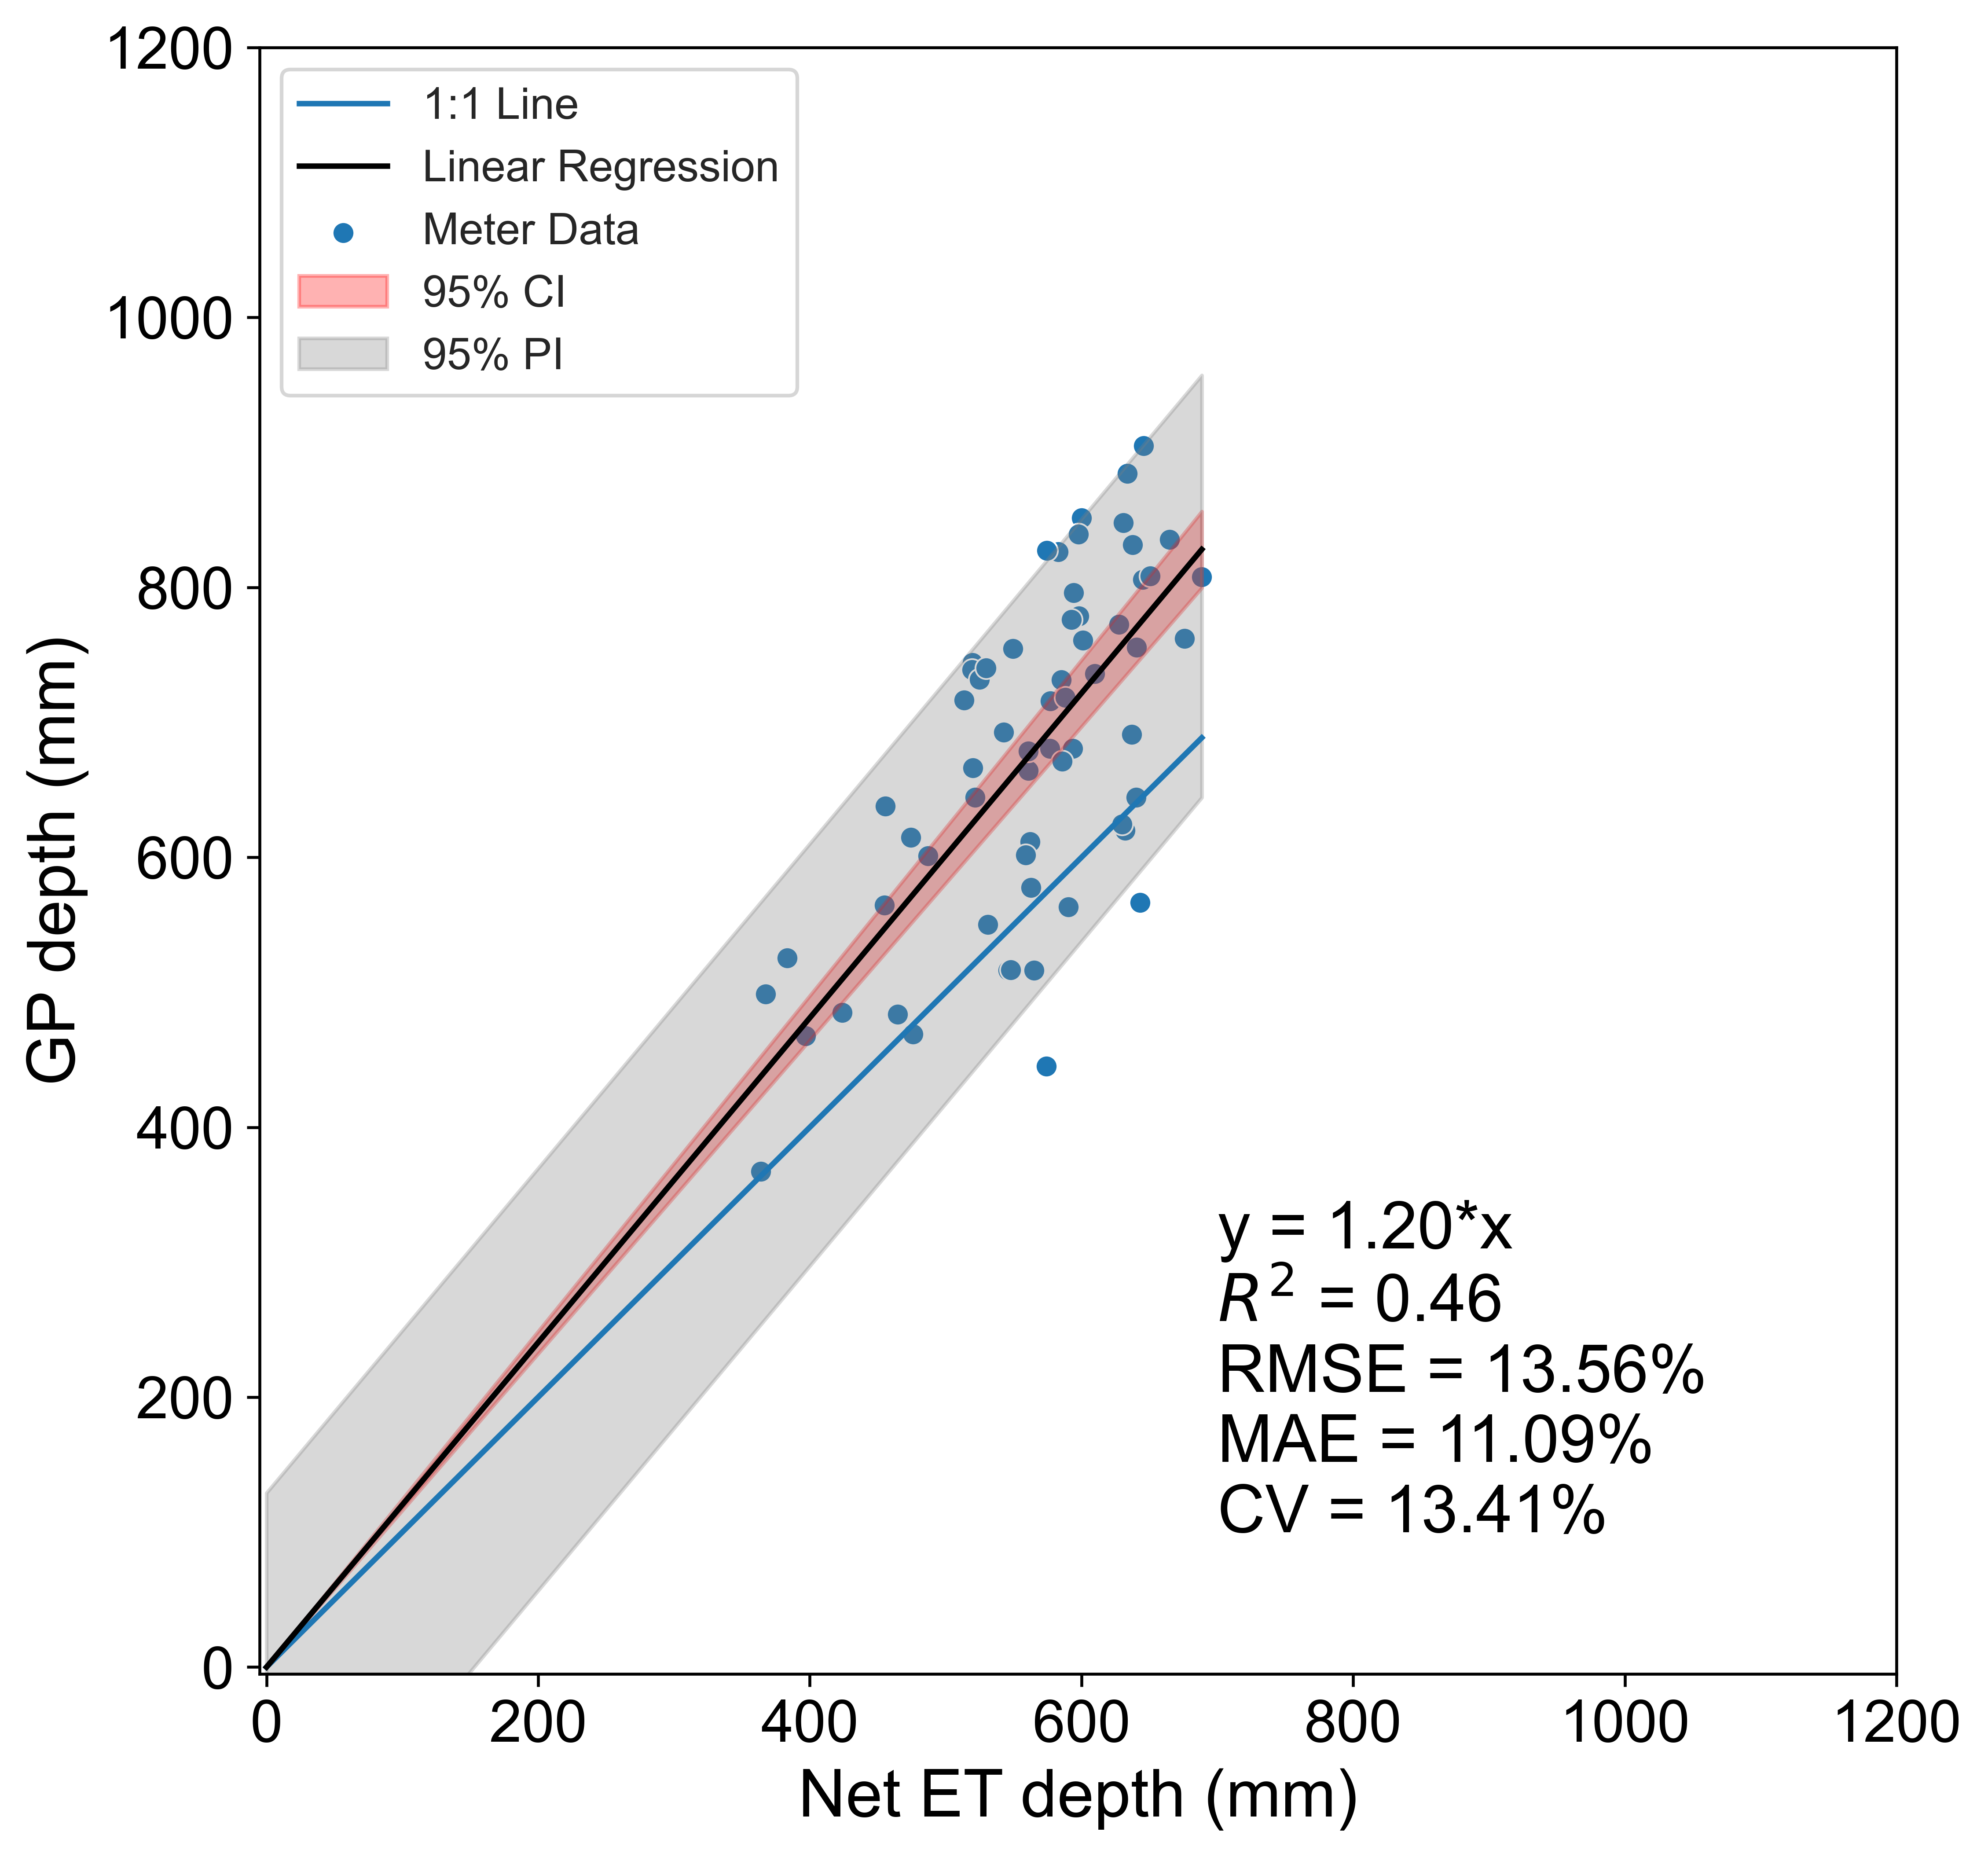 1200
1000
800
600
400
200
0
GP depth (mm)
1:1 Line
Linear Regression
Meter Data
95% CI
95% PI
y = 1.20*x
R² = 0.46
RMSE = 13.56%
MAE = 11.09%
CV = 13.41%
0 200 400 600 800 1000 1200
Net ET depth (mm)